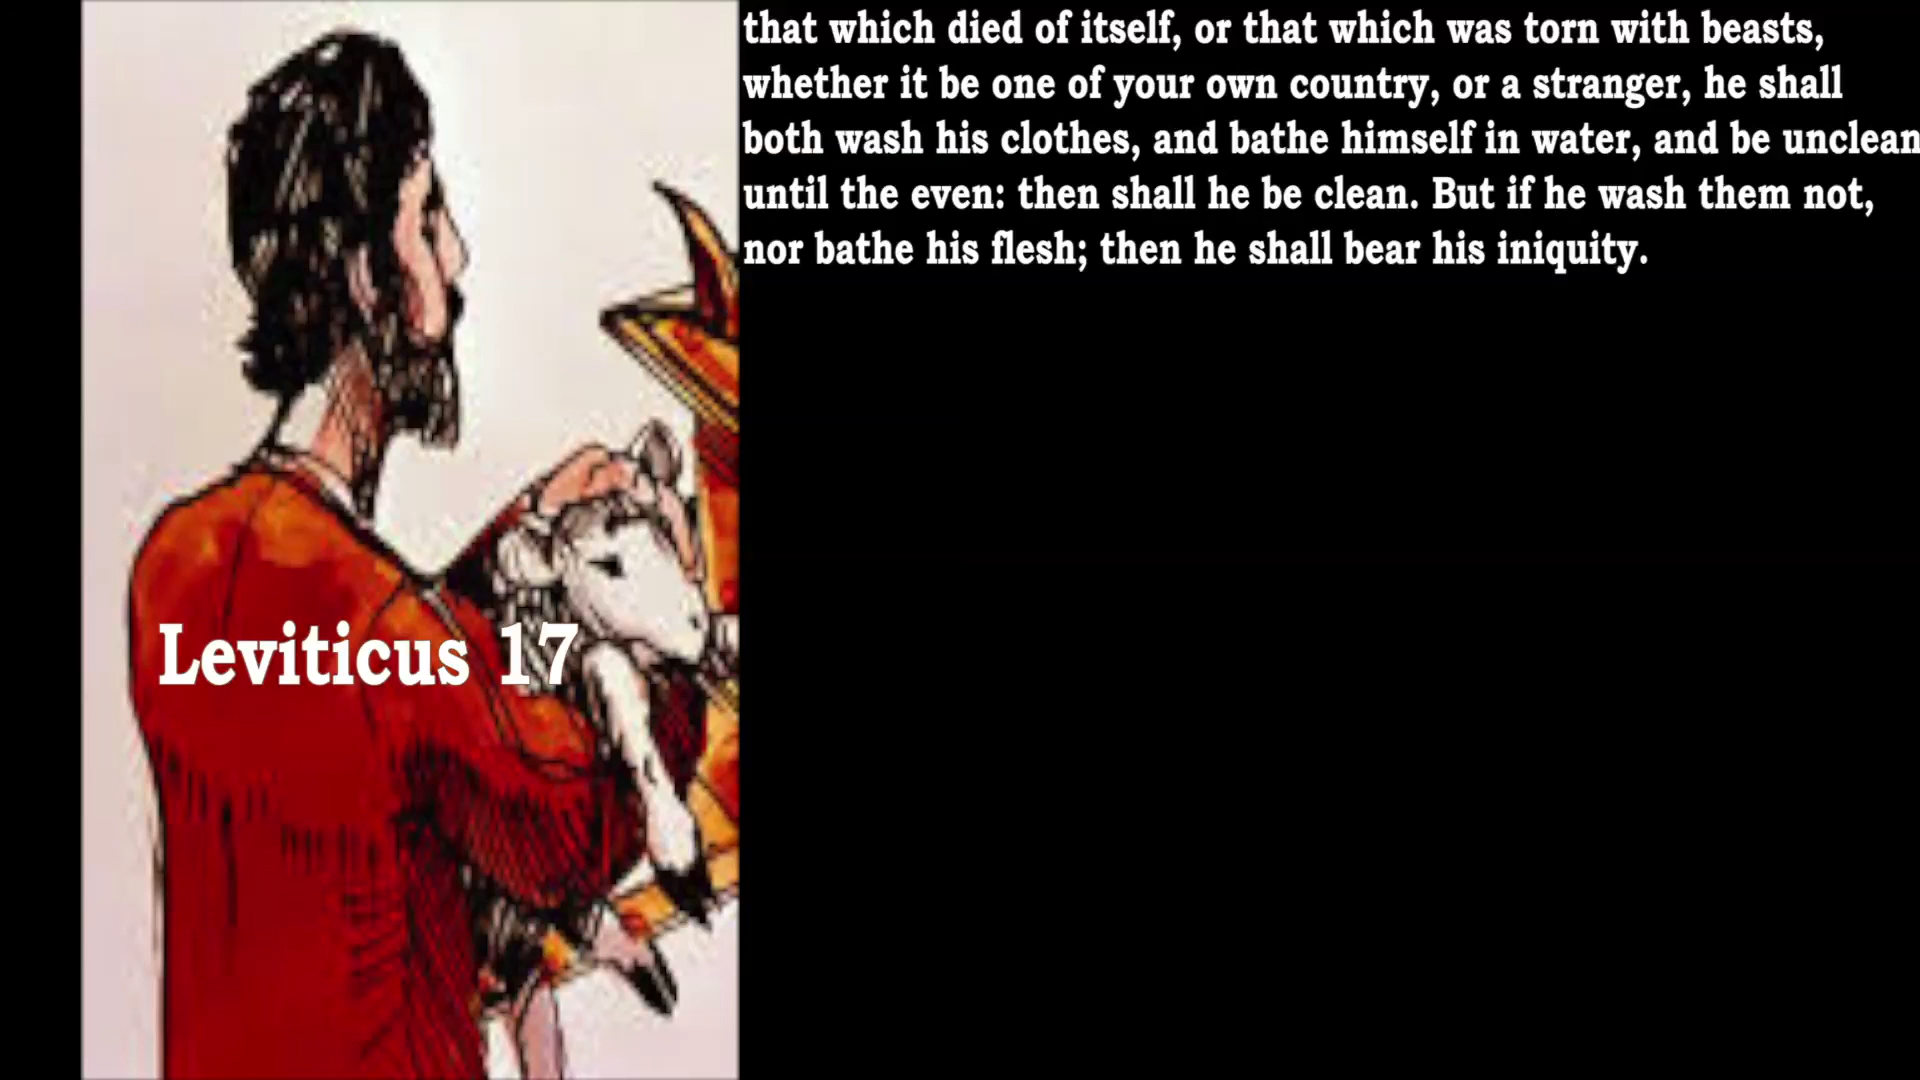 that which died of itself, or that which was torn with beasts,
whether it be one of your own country, or a stranger, he shall
both wash his clothes, and bathe himself in water, and be unclean
until the even: then shall he be clean. But if he wash them not,
nor bathe his flesh; then he shall bear his iniquity.
Leviticus 17